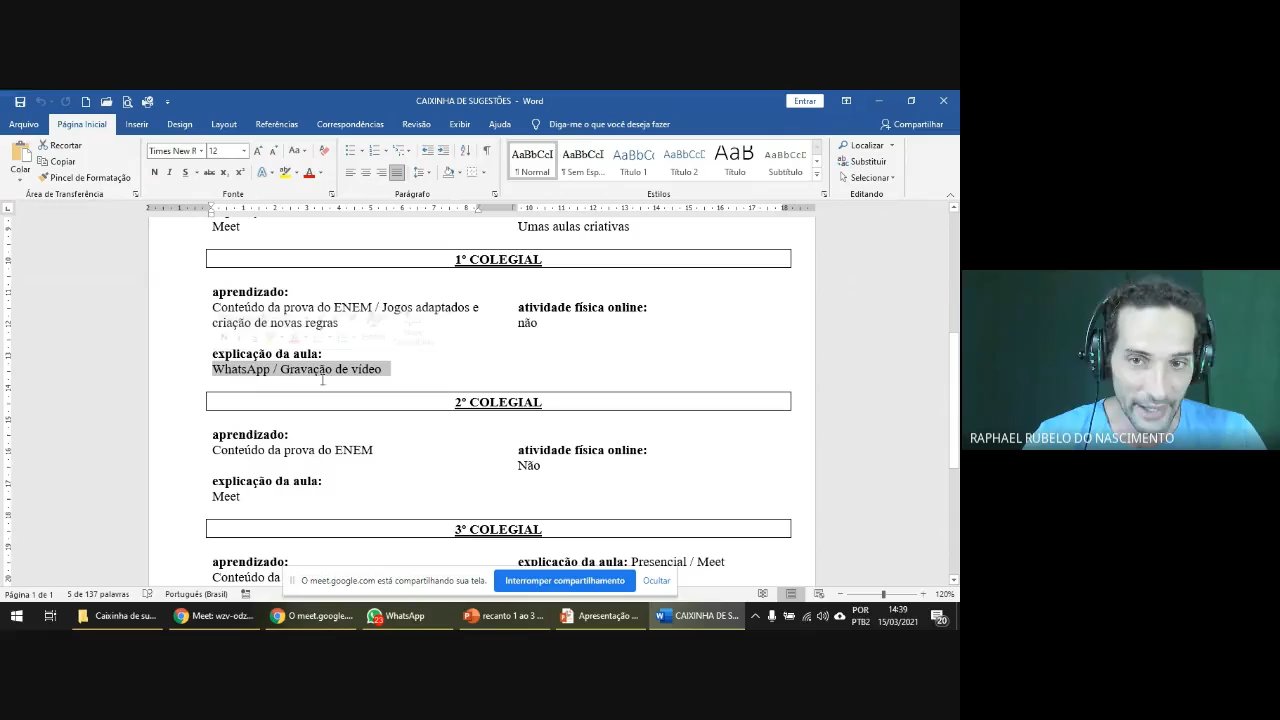 CAIXINHA DE SUGESTÕES - Word
Entrar
Arquivo Página Inicial Inserir Design Layout Referências Correspondências Revisão Exibir Ajuda Diga-me o que você deseja fazer Compartilhar
Colar
Recortar
Copiar
Pincel de Formatação
Área de Transferência
Times New R 12
N I S
Fonte
Parágrafo
AaBbCcI AaBbCcI AaBbCc AaBbCcI AaB AaBbCcI
¶ Normal ¶ Sem Esp... Título 1 Título 2 Título Subtítulo
Estilos
Localizar
Substituir
Selecionar
Editando
Meet Umas aulas criativas
1º COLEGIAL
aprendizado:
Conteúdo da prova do ENEM / Jogos adaptados e
criação de novas regras
atividade física online:
não
explicação da aula:
WhatsApp / Gravação de vídeo
2º COLEGIAL
aprendizado:
Conteúdo da prova do ENEM
atividade física online:
Não
explicação da aula:
Meet
3º COLEGIAL
aprendizado:
Conteúdo da
explicação da aula: Presencial / Meet
O meet.google.com está compartilhando sua tela. Interromper compartilhamento Ocultar
Página 1 de 1 5 de 137 palavras Português (Brasil) 120%
Caixinha de su... Meet: wzv-odz... O meet.google.com... WhatsApp recanto 1 ao 3 ... Apresentação ... CAIXINHA DE S...
23
POR
PTB2
14:39
15/03/2021
20
RAPHAEL RUBELO DO NASCIMENTO